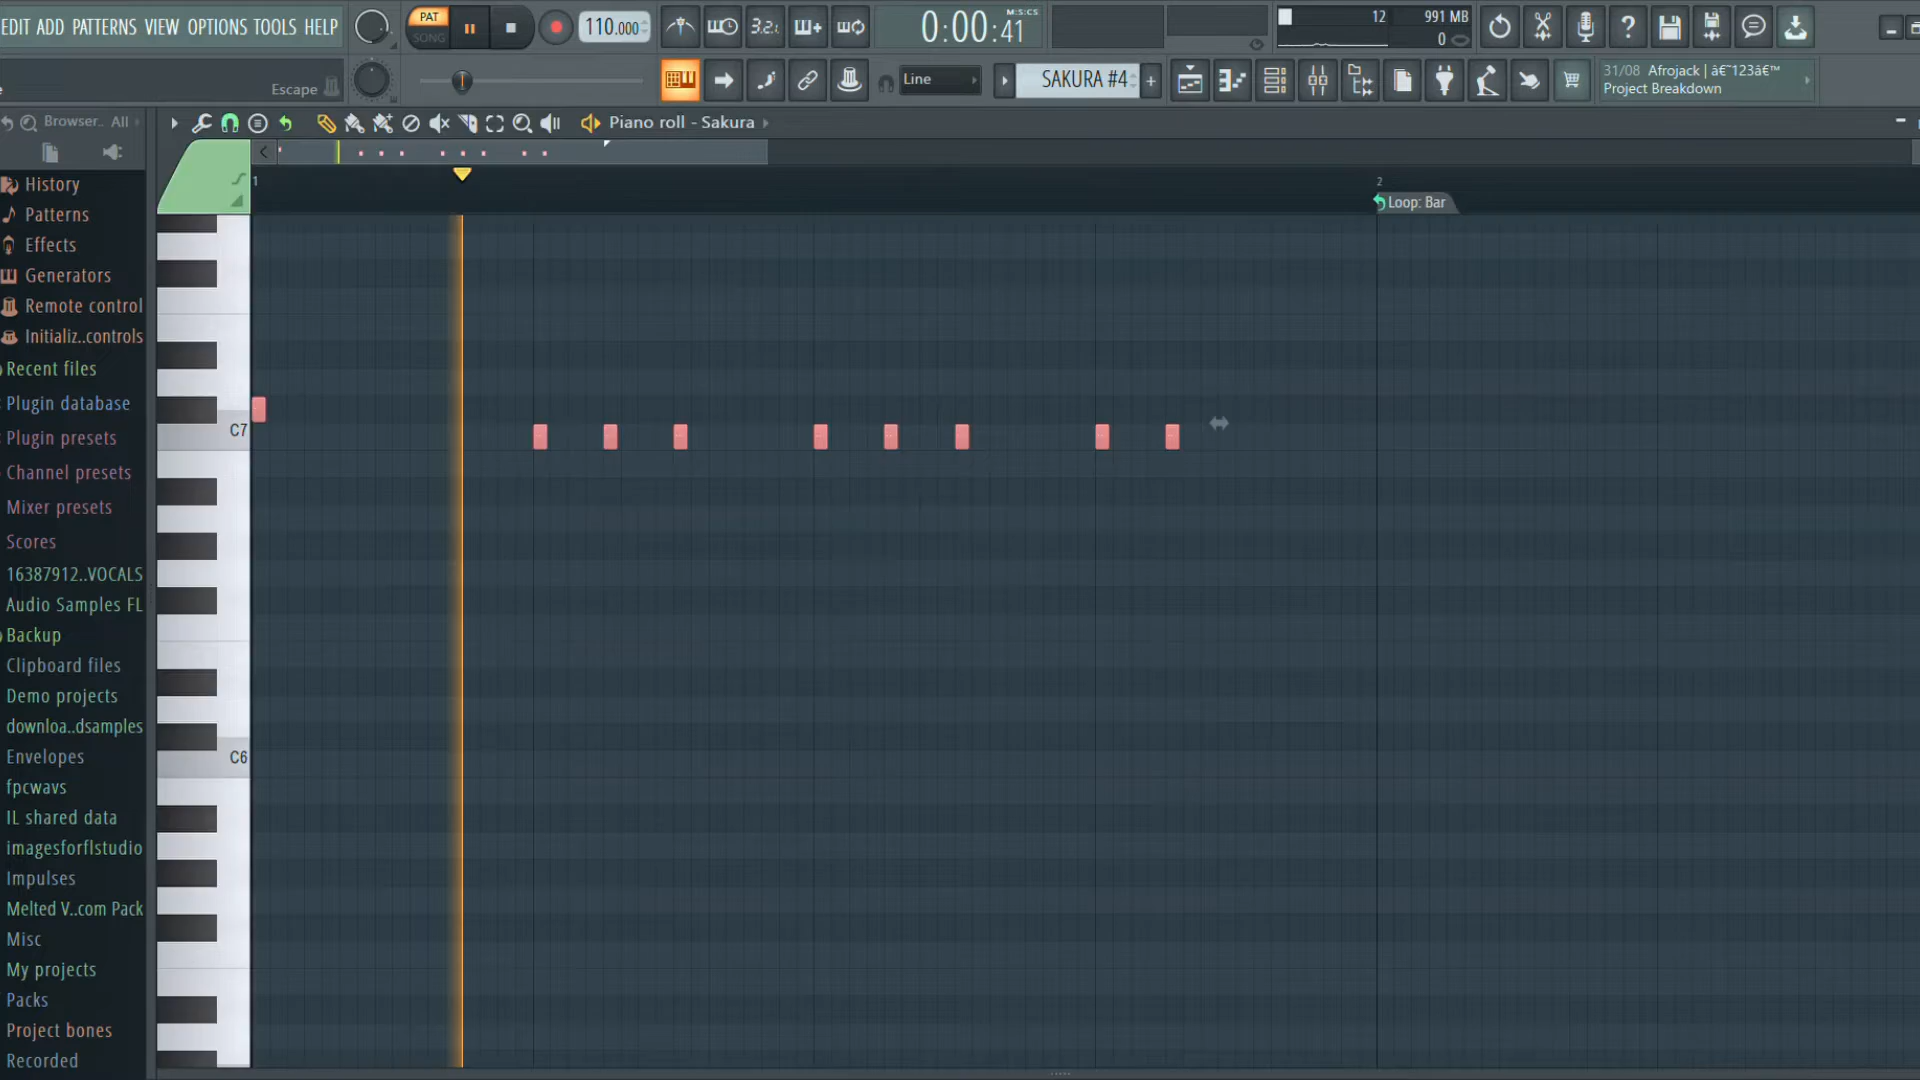 EDIT ADD PATTERNS VIEW OPTIONS TOOLS HELP
PAT
SONG
110.000
3.2.
0:00:41
M:S:CS
12
991 MB
0
Escape
Line
SAKURA #4
31/08 Afrojack | â€˜123â€™
Project Breakdown
Browser.. All
Piano roll - Sakura
1
2
Loop: Bar
History
Patterns
Effects
Generators
Remote control
Initializ..controls
Recent files
Plugin database
Plugin presets
Channel presets
Mixer presets
Scores
16387912..VOCALS
Audio Samples FL
Backup
Clipboard files
Demo projects
downloa..dsamples
Envelopes
fpcwavs
IL shared data
imagesforflstudio
Impulses
Melted V..com Pack
Misc
My projects
Packs
Project bones
Recorded
C7
C6